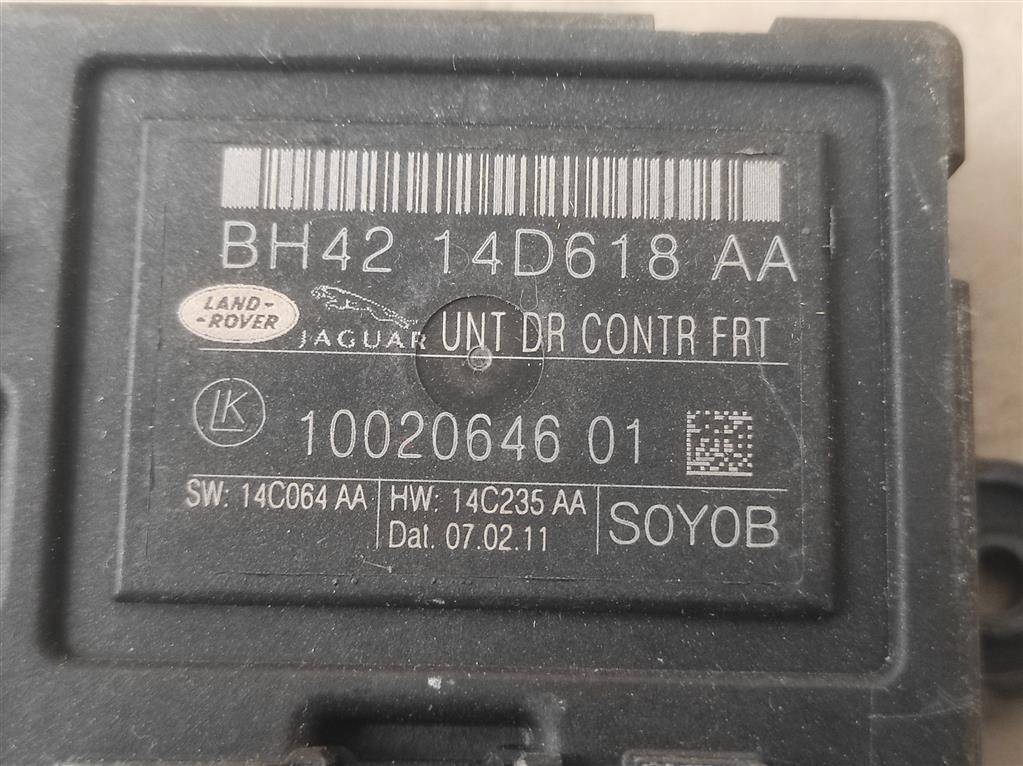 BH42 14D618 AA
LAND-
-ROVER
JAGUAR UNT DR CONTR FRT
LK
10020646 01
SW: 14C064 AA HW: 14C235 AA
Dat. 07.02.11
S0Y0B